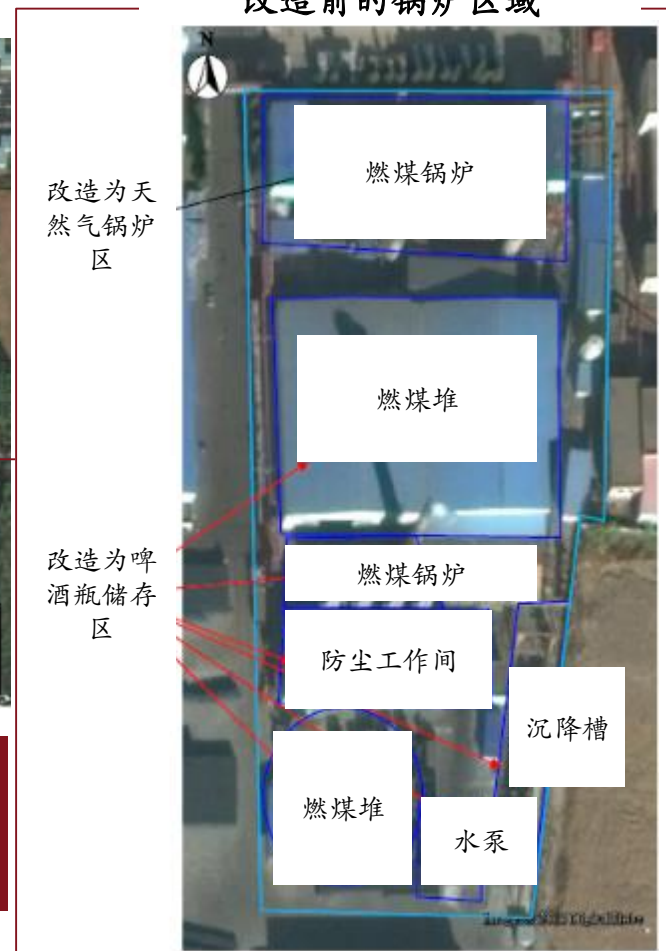 改造前的锅炉区域
N
改造为天
然气锅炉
区
燃煤锅炉
燃煤堆
改造为啤
酒瓶储存
区
燃煤锅炉
防尘工作间
沉降槽
燃煤堆
水泵